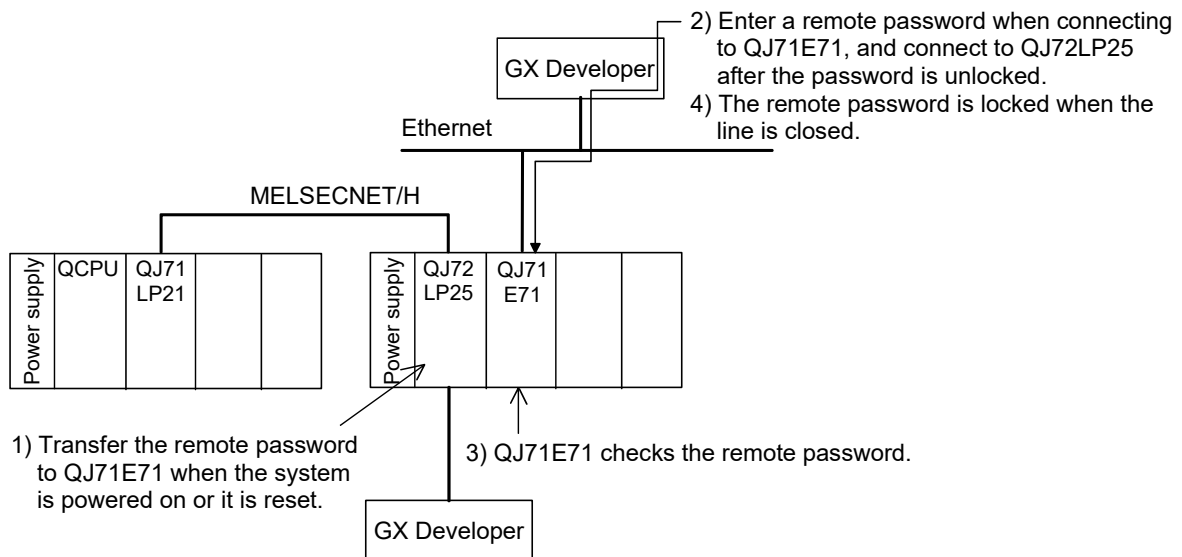 2) Enter a remote password when connecting
to QJ71E71, and connect to QJ72LP25
after the password is unlocked.
4) The remote password is locked when the
line is closed.
GX Developer
Ethernet
MELSECNET/H
Power supply
QCPU
QJ71
LP21
Power supply
QJ72
LP25
QJ71
E71
1) Transfer the remote password
to QJ71E71 when the system
is powered on or it is reset.
3) QJ71E71 checks the remote password.
GX Developer